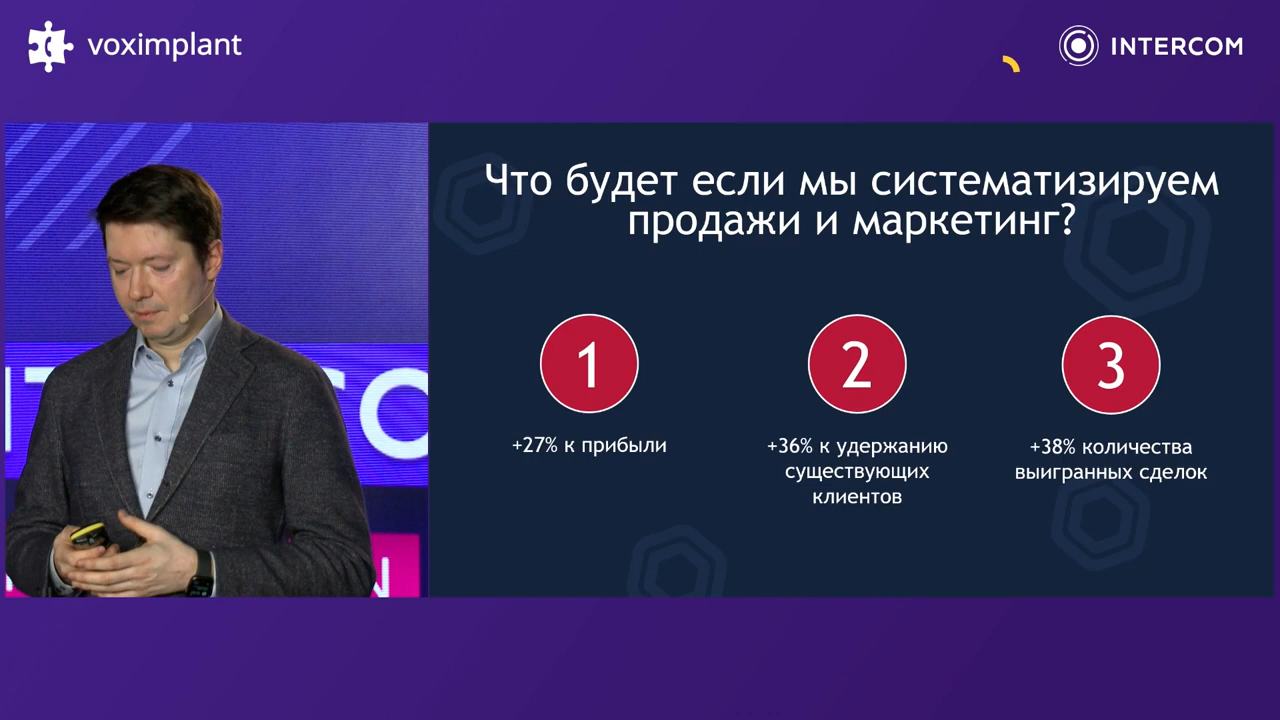 voximplant
INTERCOM
Что будет если мы систематизируем
продажи и маркетинг?
1
2
3
+27% к прибыли
+36% к удержанию
существующих
клиентов
+38% количества
выигранных сделок